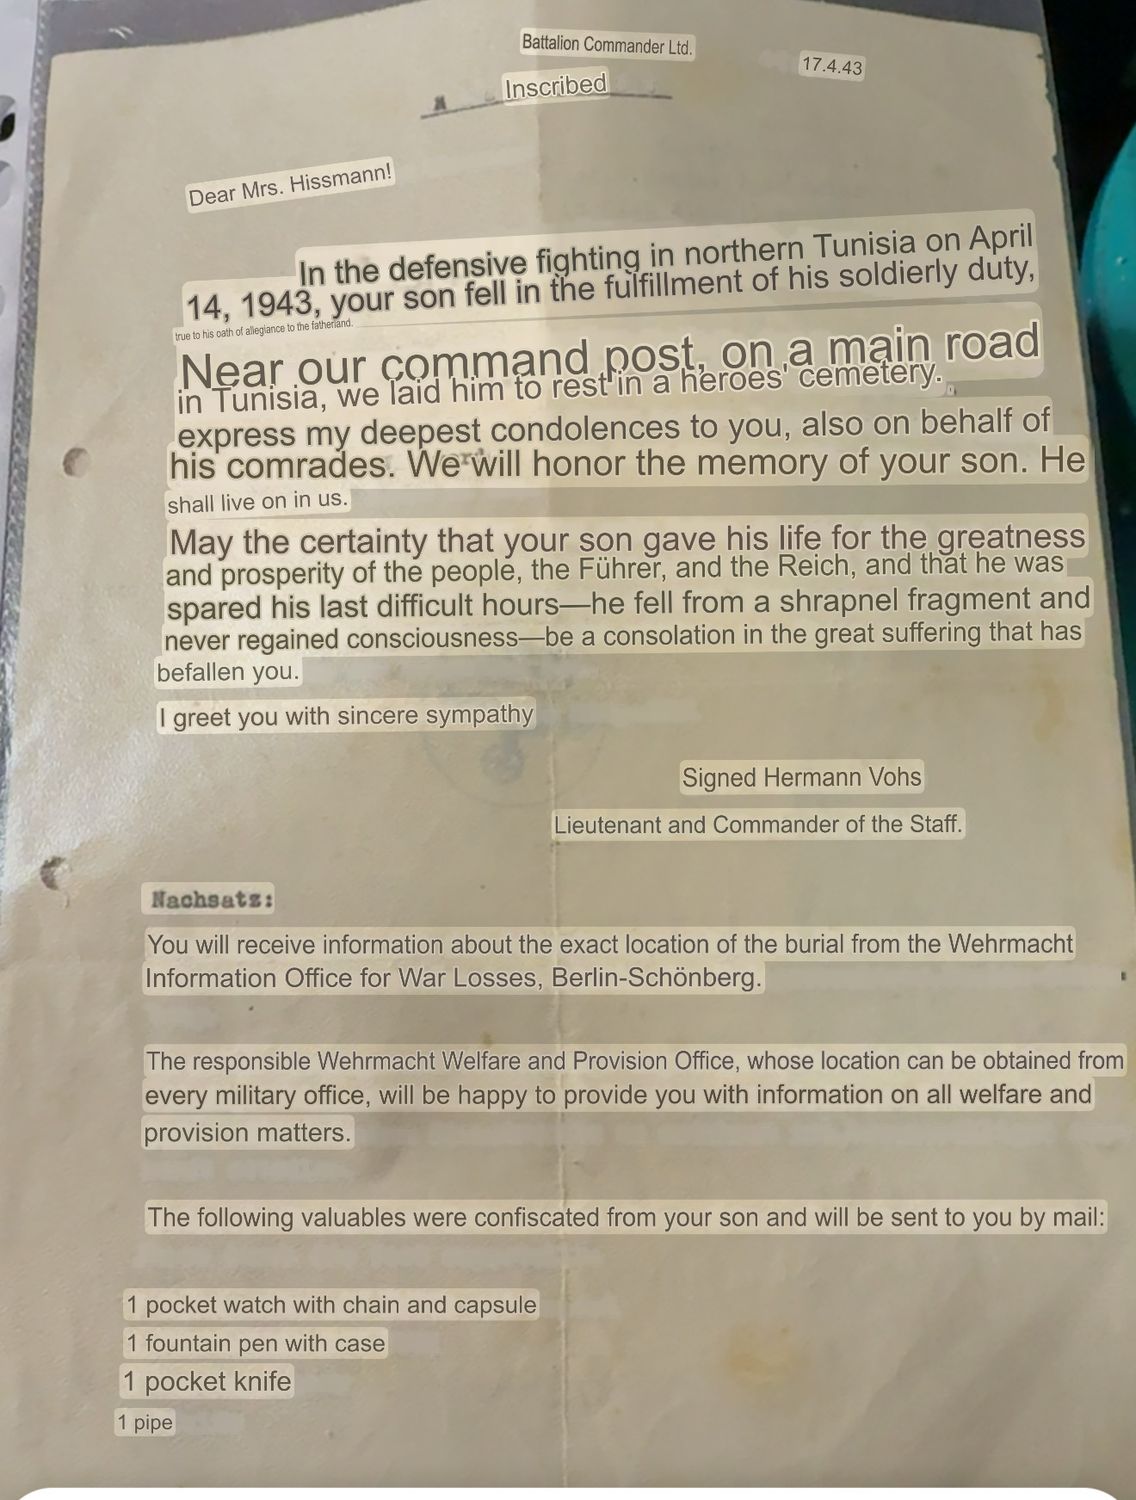 Battalion Commander Ltd.
17.4.43
Inscribed
Dear Mrs. Hissmann!
In the defensive fighting in northern Tunisia on April
14, 1943, your son fell in the fulfillment of his soldierly duty,
true to his oath of allegiance to the fatherland.
Near our command post, on a main road
in Tunisia, we laid him to rest in a heroes' cemetery.
express my deepest condolences to you, also on behalf of
his comrades. We will honor the memory of your son. He
shall live on in us.
May the certainty that your son gave his life for the greatness
and prosperity of the people, the Führer, and the Reich, and that he was
spared his last difficult hours—he fell from a shrapnel fragment and
never regained consciousness—be a consolation in the great suffering that has
befallen you.
I greet you with sincere sympathy
Signed Hermann Vohs
Lieutenant and Commander of the Staff.
Nachsatz:
You will receive information about the exact location of the burial from the Wehrmacht
Information Office for War Losses, Berlin-Schönberg.
The responsible Wehrmacht Welfare and Provision Office, whose location can be obtained from
every military office, will be happy to provide you with information on all welfare and
provision matters.
The following valuables were confiscated from your son and will be sent to you by mail:
1 pocket watch with chain and capsule
1 fountain pen with case
1 pocket knife
1 pipe